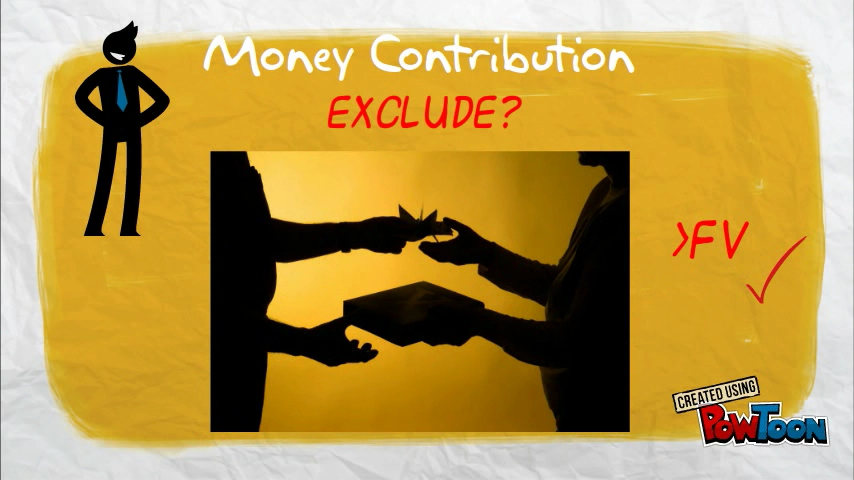 Money Contribution
EXCLUDE?
>FV
CREATED USING
POWTOON